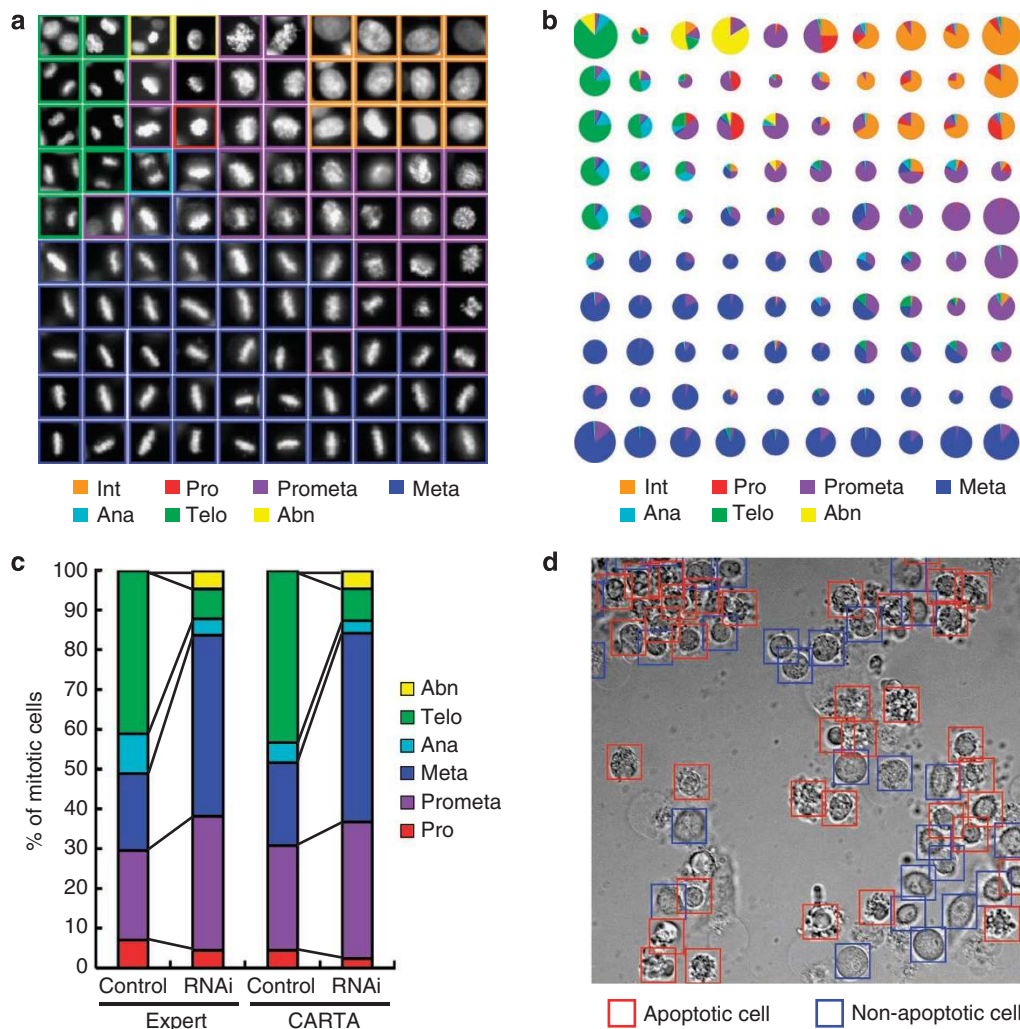 a
b
Int Pro Prometa Meta
Ana Telo Abn
Int Pro Prometa Meta
Ana Telo Abn
c
d
% of mitotic cells
100
90
80
70
60
50
40
30
20
10
0
Abn
Telo
Ana
Meta
Prometa
Pro
Control RNAi Control RNAi
Expert CARTA
Apoptotic cell Non-apoptotic cell